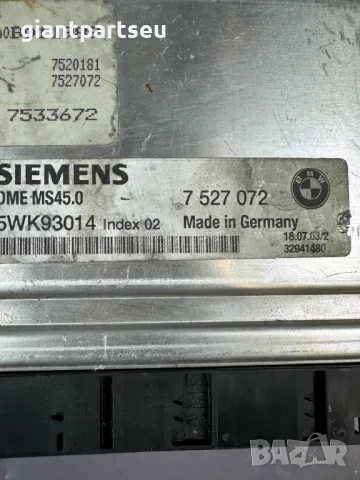 giantpartseu
7520181
7527072
7533672
SIEMENS
DME MS45.0
5WK93014 Index 02
7 527 072
Made in Germany
BMW
18.07.03/2
32941480
bazar
БГ